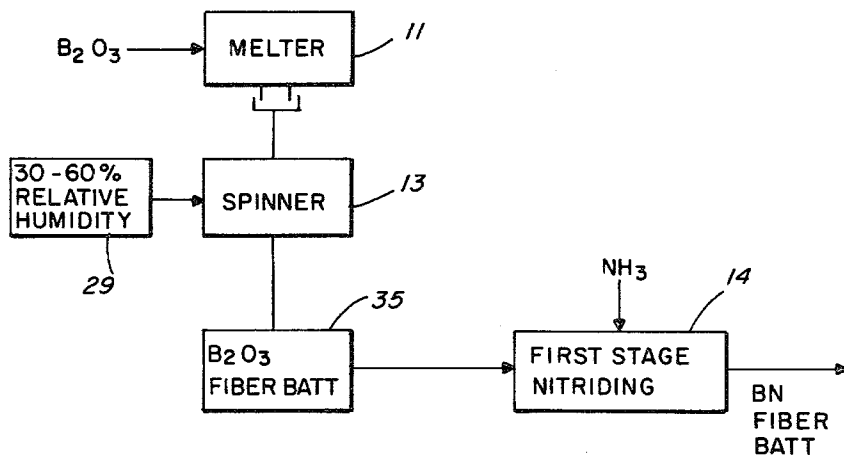 B₂O₃
MELTER
11
30-60%
RELATIVE
HUMIDITY
29
SPINNER
13
35
B₂O₃
FIBER BATT
NH₃
14
FIRST STAGE
NITRIDING
BN
FIBER
BATT